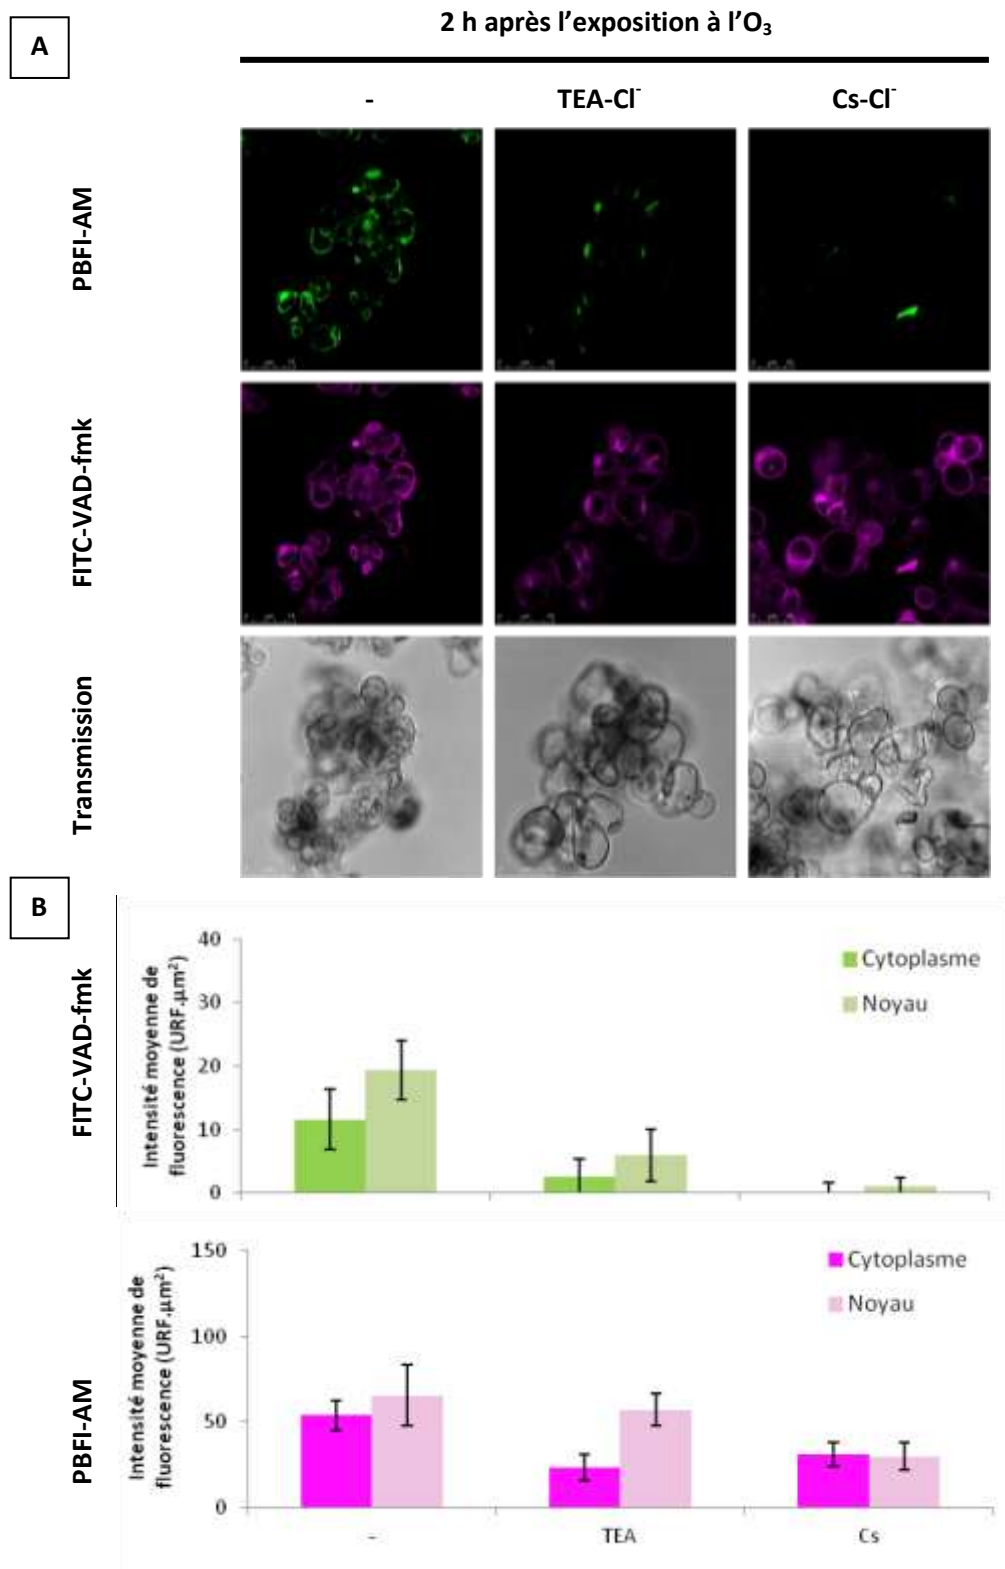 A
2 h après l’exposition à l’O₃
-
TEA-Cl⁻
Cs-Cl⁻
PBFI-AM
FITC-VAD-fmk
Transmission
B
FITC-VAD-fmk
Intensité moyenne de
fluorescence (URF.µm²)
40
30
20
10
0
Cytoplasme
Noyau
PBFI-AM
Intensité moyenne de
fluorescence (URF.µm²)
150
100
50
0
Cytoplasme
Noyau
-
TEA
Cs